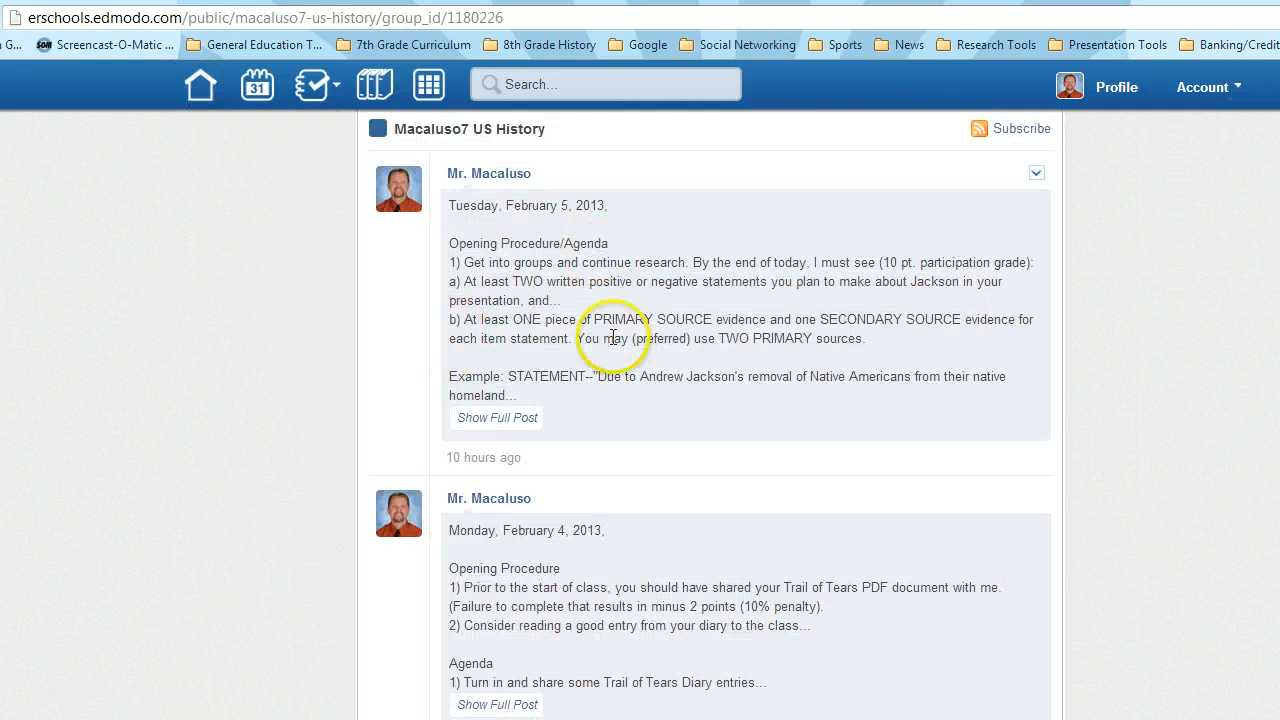 erschools.edmodo.com/public/macaluso7-us-history/group_id/1180226
G... SOM Screencast-O-Matic ... General Education T... 7th Grade Curriculum 8th Grade History Google Social Networking Sports News Research Tools Presentation Tools Banking/Credit
31 Search... Profile Account
Macaluso7 US History Subscribe
Mr. Macaluso
Tuesday, February 5, 2013,
Opening Procedure/Agenda
1) Get into groups and continue research. By the end of today, I must see (10 pt. participation grade):
a) At least TWO written positive or negative statements you plan to make about Jackson in your
presentation, and...
b) At least ONE piece of PRIMARY SOURCE evidence and one SECONDARY SOURCE evidence for
each item statement. You may (preferred) use TWO PRIMARY sources.
Example: STATEMENT--"Due to Andrew Jackson's removal of Native Americans from their native
homeland...
Show Full Post
10 hours ago
Mr. Macaluso
Monday, February 4, 2013,
Opening Procedure
1) Prior to the start of class, you should have shared your Trail of Tears PDF document with me.
(Failure to complete that results in minus 2 points (10% penalty).
2) Consider reading a good entry from your diary to the class...
Agenda
1) Turn in and share some Trail of Tears Diary entries...
Show Full Post